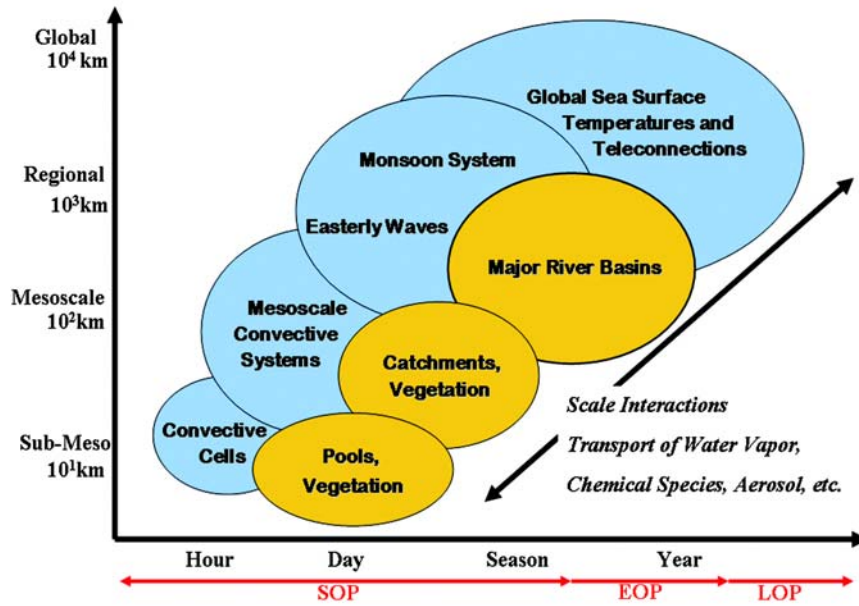 Global
10⁴ km
Regional
10³km
Mesoscale
10²km
Sub-Meso
10¹km
Global Sea Surface
Temperatures and
Teleconnections
Monsoon System
Easterly Waves
Major River Basins
Mesoscale
Convective
Systems
Catchments,
Vegetation
Convective
Cells
Pools,
Vegetation
Scale Interactions
Transport of Water Vapor,
Chemical Species, Aerosol, etc.
Hour Day Season Year
SOP EOP LOP